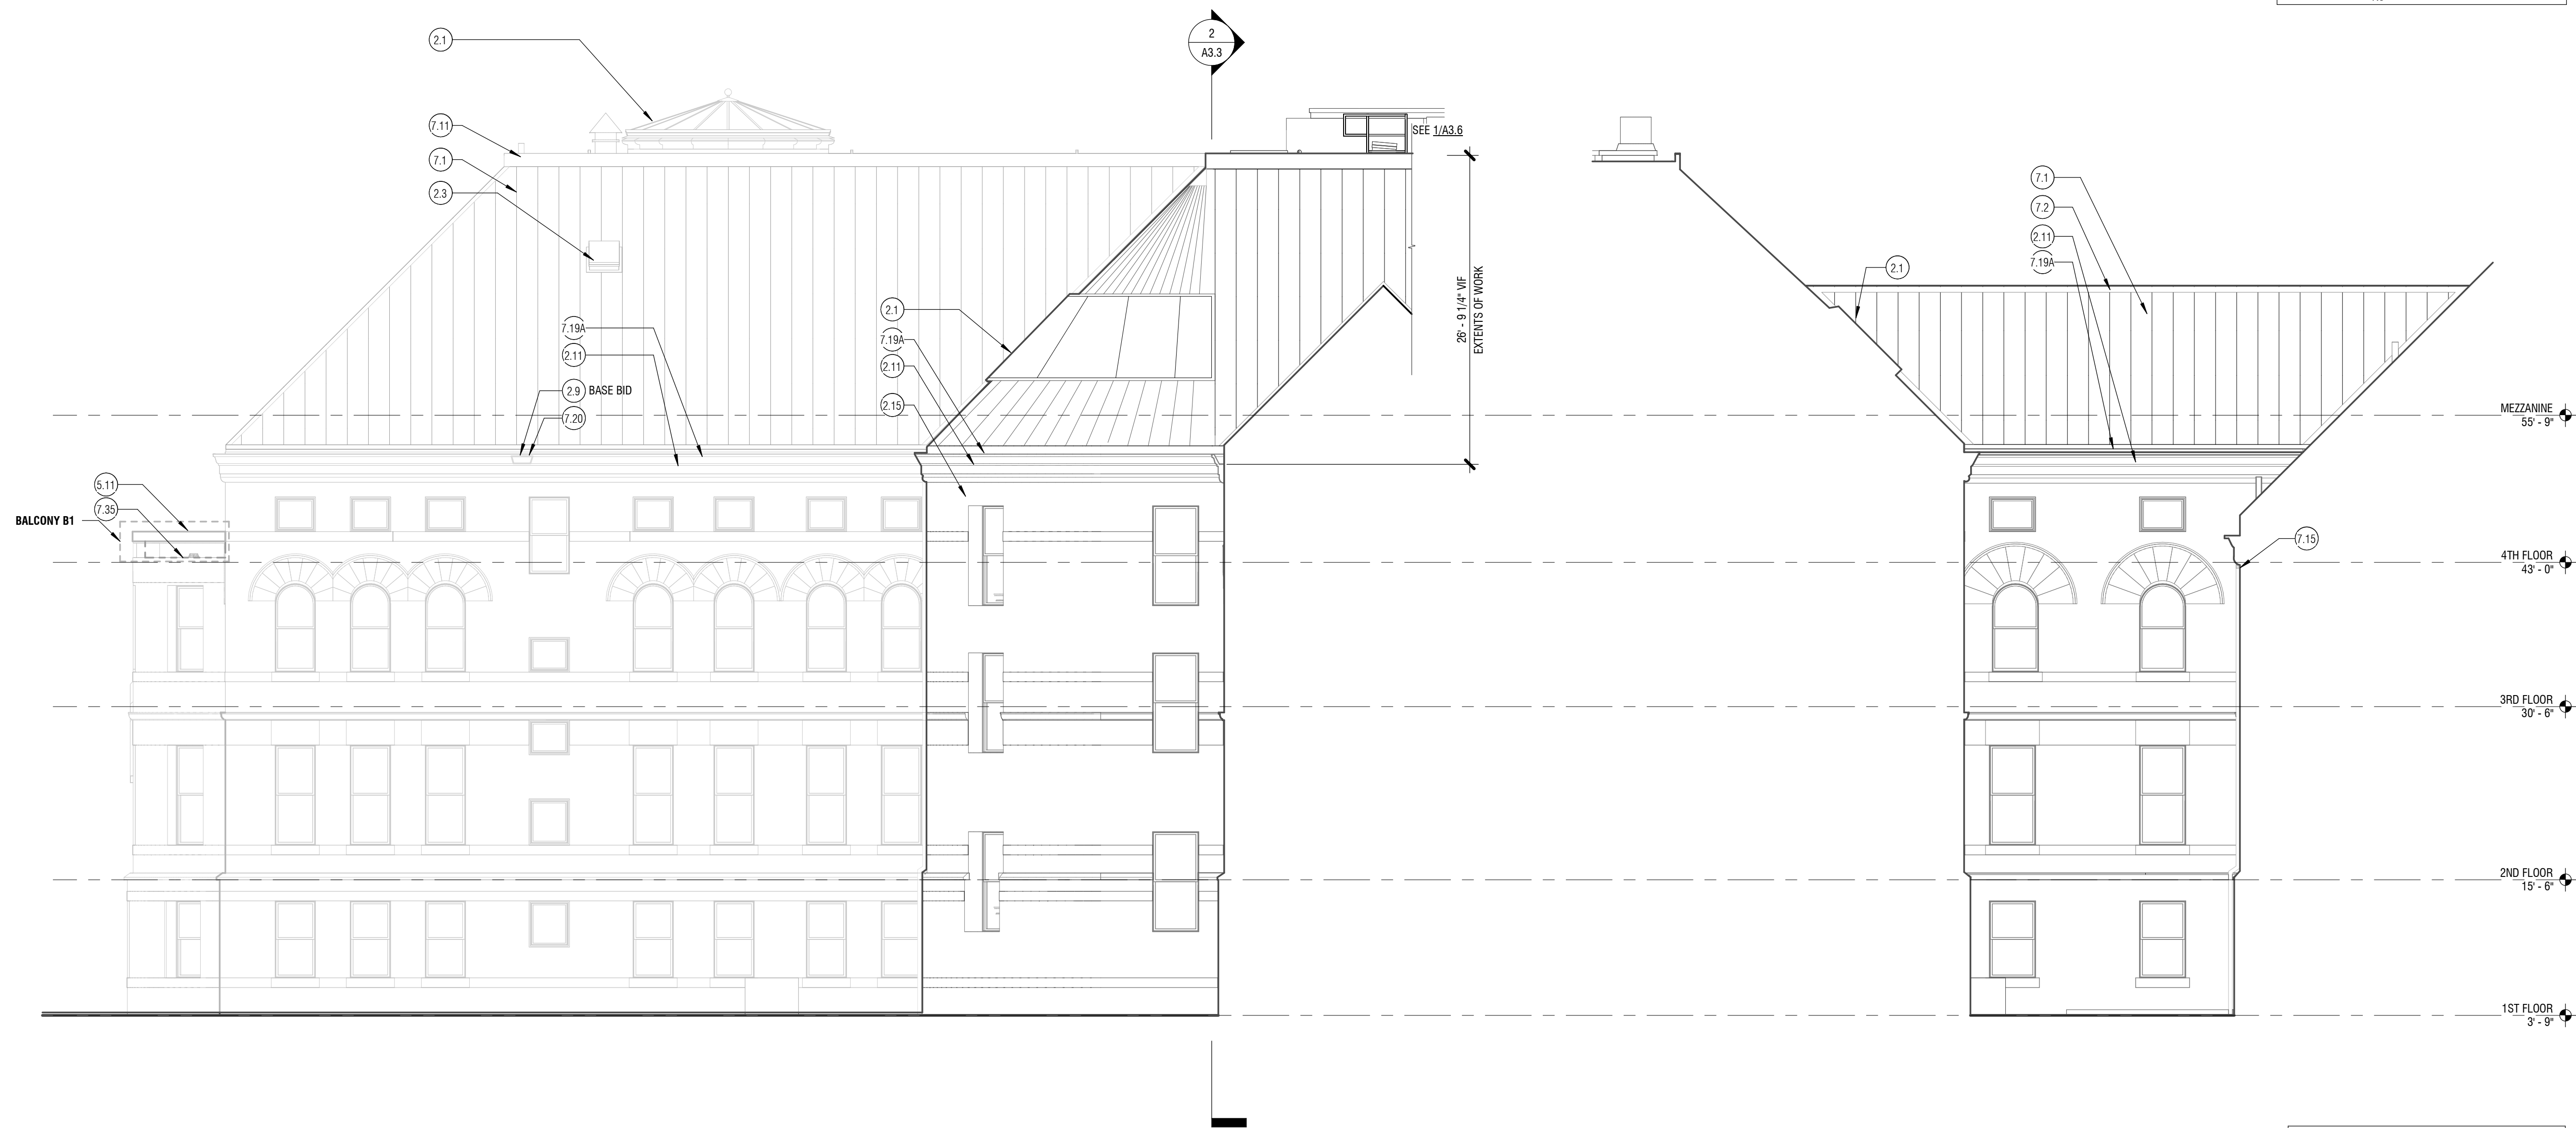 2
A3.3
2.1
7.11
7.1
2.3
SEE 1/A3.6
26' - 9 1/4" VIF
EXTENTS OF WORK
7.19A
2.11
2.9 BASE BID
7.20
2.1
7.19A
2.11
2.15
5.11
7.35
BALCONY B1
7.1
7.2
2.11
7.19A
2.1
7.15
MEZZANINE
55' - 9"
4TH FLOOR
43' - 0"
3RD FLOOR
30' - 6"
2ND FLOOR
15' - 6"
1ST FLOOR
3' - 9"